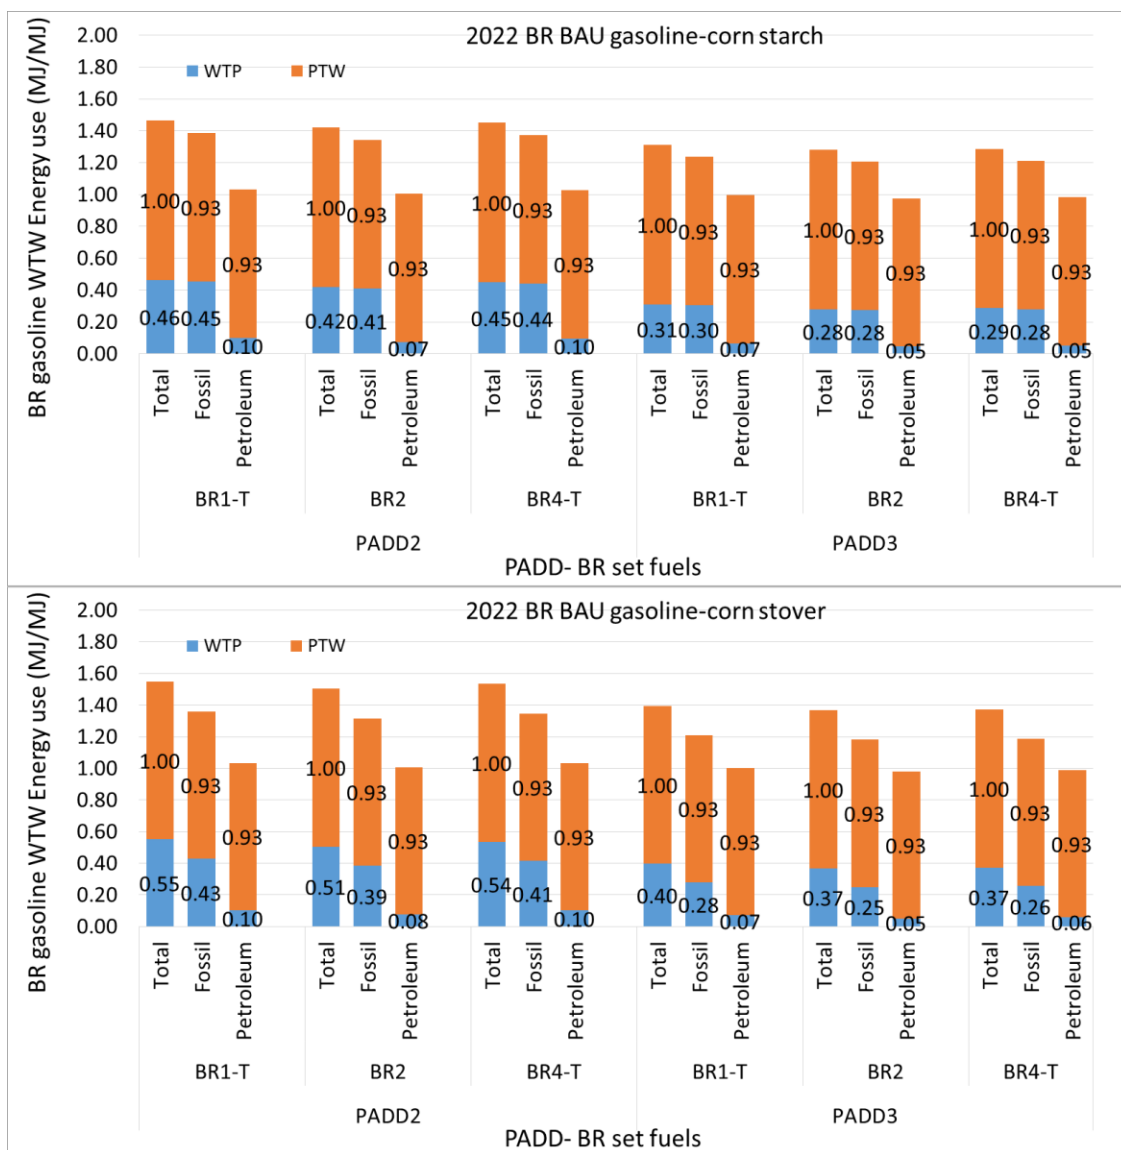 2022 BR BAU gasoline-corn starch
WTP PTW
BR gasoline WTW Energy use (MJ/MJ)
2.00
1.80
1.60
1.40
1.20
1.00
0.80
0.60
0.40
0.20
0.00
1.00 0.93 0.93 1.00 0.93 0.93 1.00 0.93 0.93 1.00 0.93 0.93 1.00 0.93 0.93 1.00 0.93 0.93
0.46 0.45 0.10 0.42 0.41 0.07 0.45 0.44 0.10 0.31 0.30 0.07 0.28 0.28 0.05 0.29 0.28 0.05
Total Fossil Petroleum Total Fossil Petroleum Total Fossil Petroleum Total Fossil Petroleum Total Fossil Petroleum Total Fossil Petroleum
BR1-T BR2 BR4-T BR1-T BR2 BR4-T
PADD2 PADD3
PADD- BR set fuels
2022 BR BAU gasoline-corn stover
WTP PTW
BR gasoline WTW Energy use (MJ/MJ)
2.00
1.80
1.60
1.40
1.20
1.00
0.80
0.60
0.40
0.20
0.00
1.00 0.93 0.93 1.00 0.93 0.93 1.00 0.93 0.93 1.00 0.93 0.93 1.00 0.93 0.93 1.00 0.93 0.93
0.55 0.43 0.10 0.51 0.39 0.08 0.54 0.41 0.10 0.40 0.28 0.07 0.37 0.25 0.05 0.37 0.26 0.06
Total Fossil Petroleum Total Fossil Petroleum Total Fossil Petroleum Total Fossil Petroleum Total Fossil Petroleum Total Fossil Petroleum
BR1-T BR2 BR4-T BR1-T BR2 BR4-T
PADD2 PADD3
PADD- BR set fuels